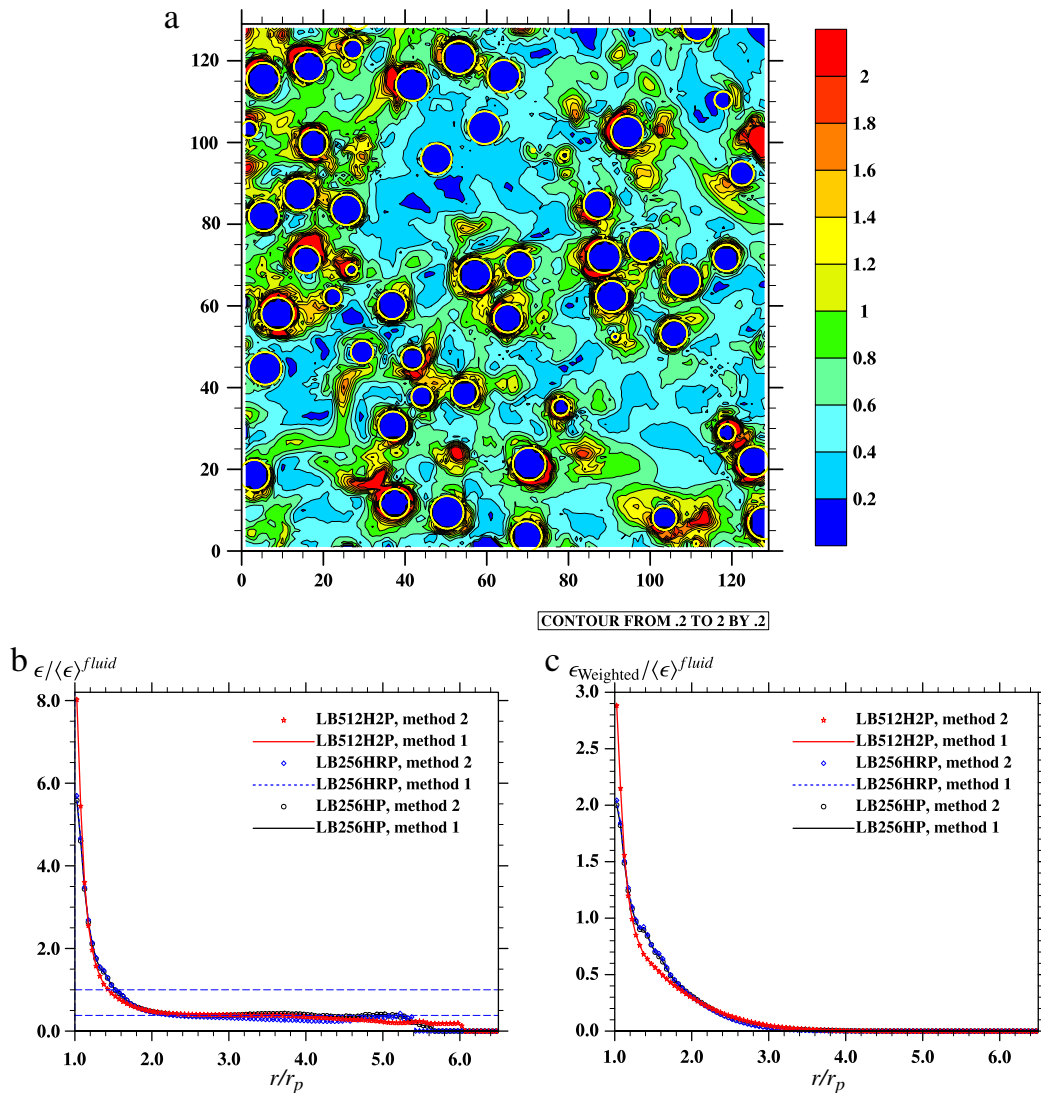 a
120
100
80
60
40
20
0
0 20 40 60 80 100 120
2
1.8
1.6
1.4
1.2
1
0.8
0.6
0.4
0.2
CONTOUR FROM .2 TO 2 BY .2
b ϵ/⟨ϵ⟩^fluid
8.0
6.0
4.0
2.0
0.0
1.0 2.0 3.0 4.0 5.0 6.0
r/r_p
LB512H2P, method 2
LB512H2P, method 1
LB256HRP, method 2
LB256HRP, method 1
LB256HP, method 2
LB256HP, method 1
c ϵ_Weighted/⟨ϵ⟩^fluid
3.0
2.5
2.0
1.5
1.0
0.5
0.0
1.0 2.0 3.0 4.0 5.0 6.0
r/r_p
LB512H2P, method 2
LB512H2P, method 1
LB256HRP, method 2
LB256HRP, method 1
LB256HP, method 2
LB256HP, method 1